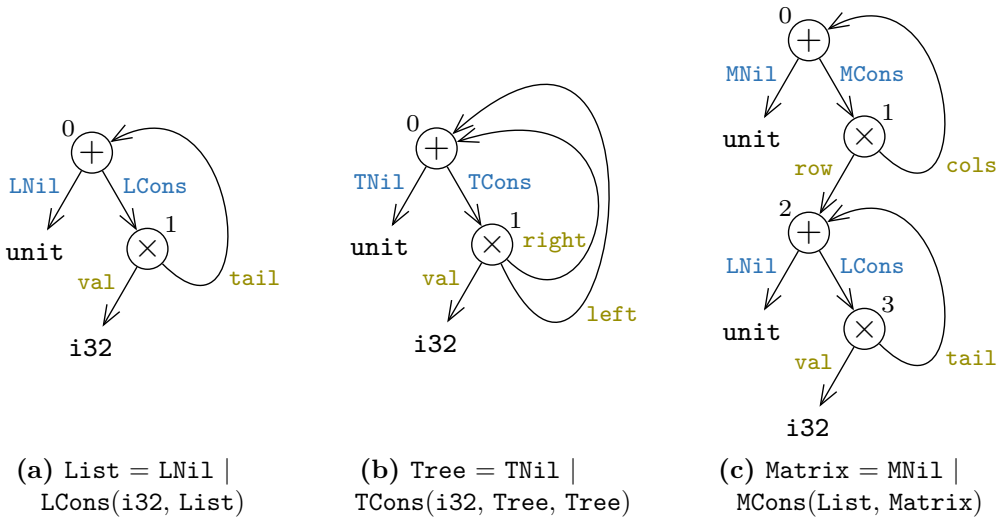 0
+
LNil LCons
unit
1
×
val tail
i32
(a) List = LNil |
LCons(i32, List)
0
+
TNil TCons
unit
1
×
right
val
left
i32
(b) Tree = TNil |
TCons(i32, Tree, Tree)
0
+
MNil MCons
unit
1
×
row cols
2
+
LNil LCons
unit
3
×
val tail
i32
(c) Matrix = MNil |
MCons(List, Matrix)